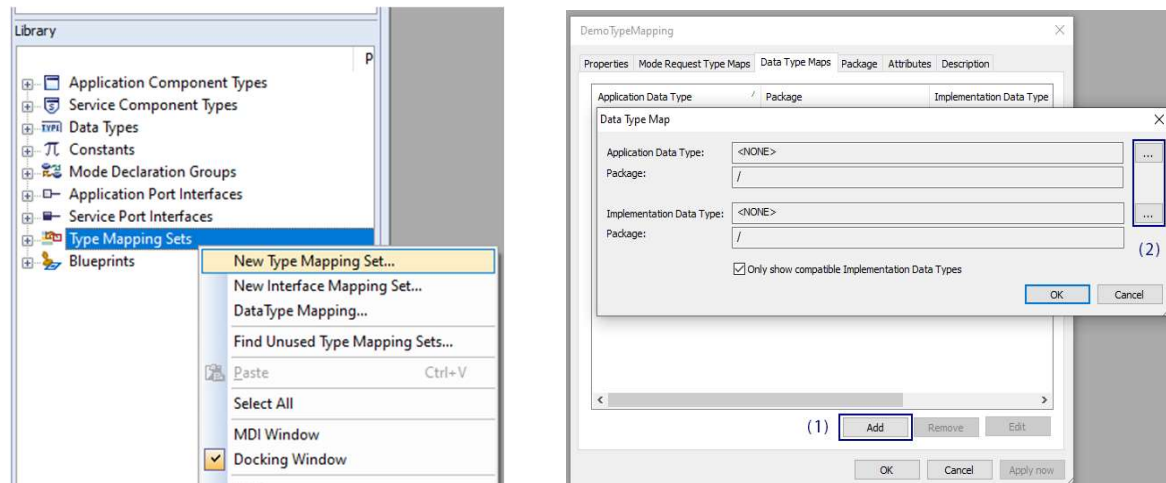 Library
P
Application Component Types
Service Component Types
TYPE Data Types
π Constants
Mode Declaration Groups
Application Port Interfaces
Service Port Interfaces
Type Mapping Sets
Blueprints
New Type Mapping Set...
New Interface Mapping Set...
DataType Mapping...
Find Unused Type Mapping Sets...
Paste Ctrl+V
Select All
MDI Window
Docking Window
DemoTypeMapping
Properties Mode Request Type Maps Data Type Maps Package Attributes Description
Application Data Type / Package Implementation Data Type
Data Type Map
Application Data Type: <NONE> ...
Package: /
Implementation Data Type: <NONE> ...
Package: /
(2)
Only show compatible Implementation Data Types
OK Cancel
(1) Add Remove Edit
OK Cancel Apply now